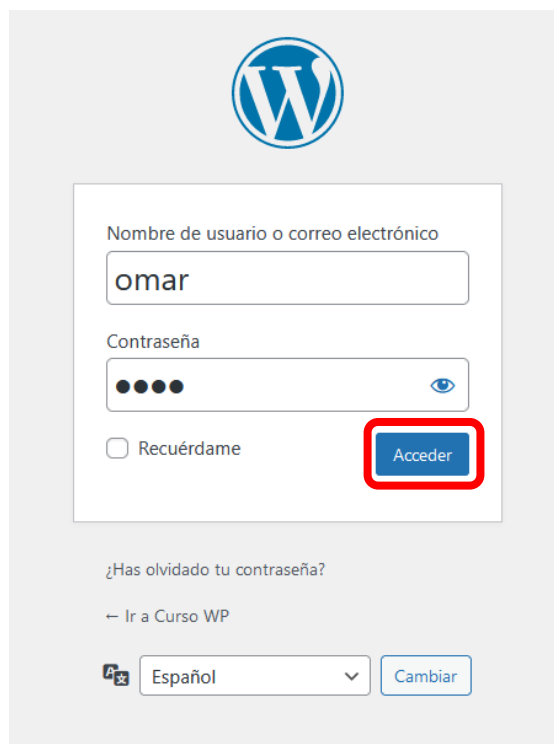 Nombre de usuario o correo electrónico
omar
Contraseña
●●●●
Recuérdame
Acceder
¿Has olvidado tu contraseña?
← Ir a Curso WP
Español
Cambiar